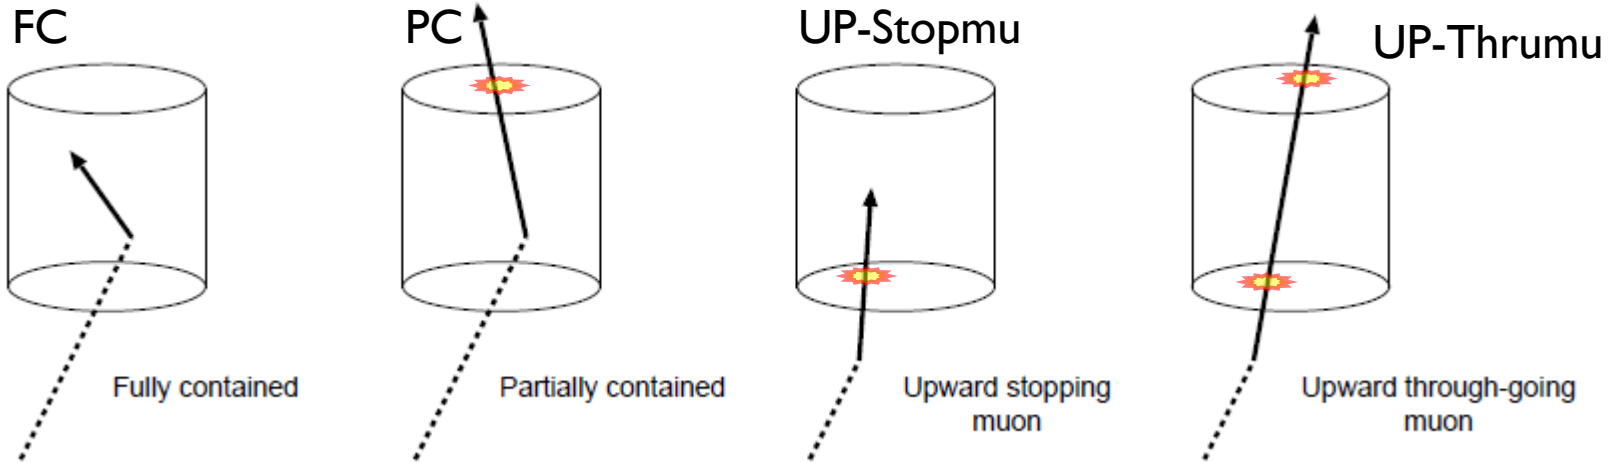 FC
PC
UP-Stopmu
UP-Thrumu
Fully contained
Partially contained
Upward stopping
muon
Upward through-going
muon